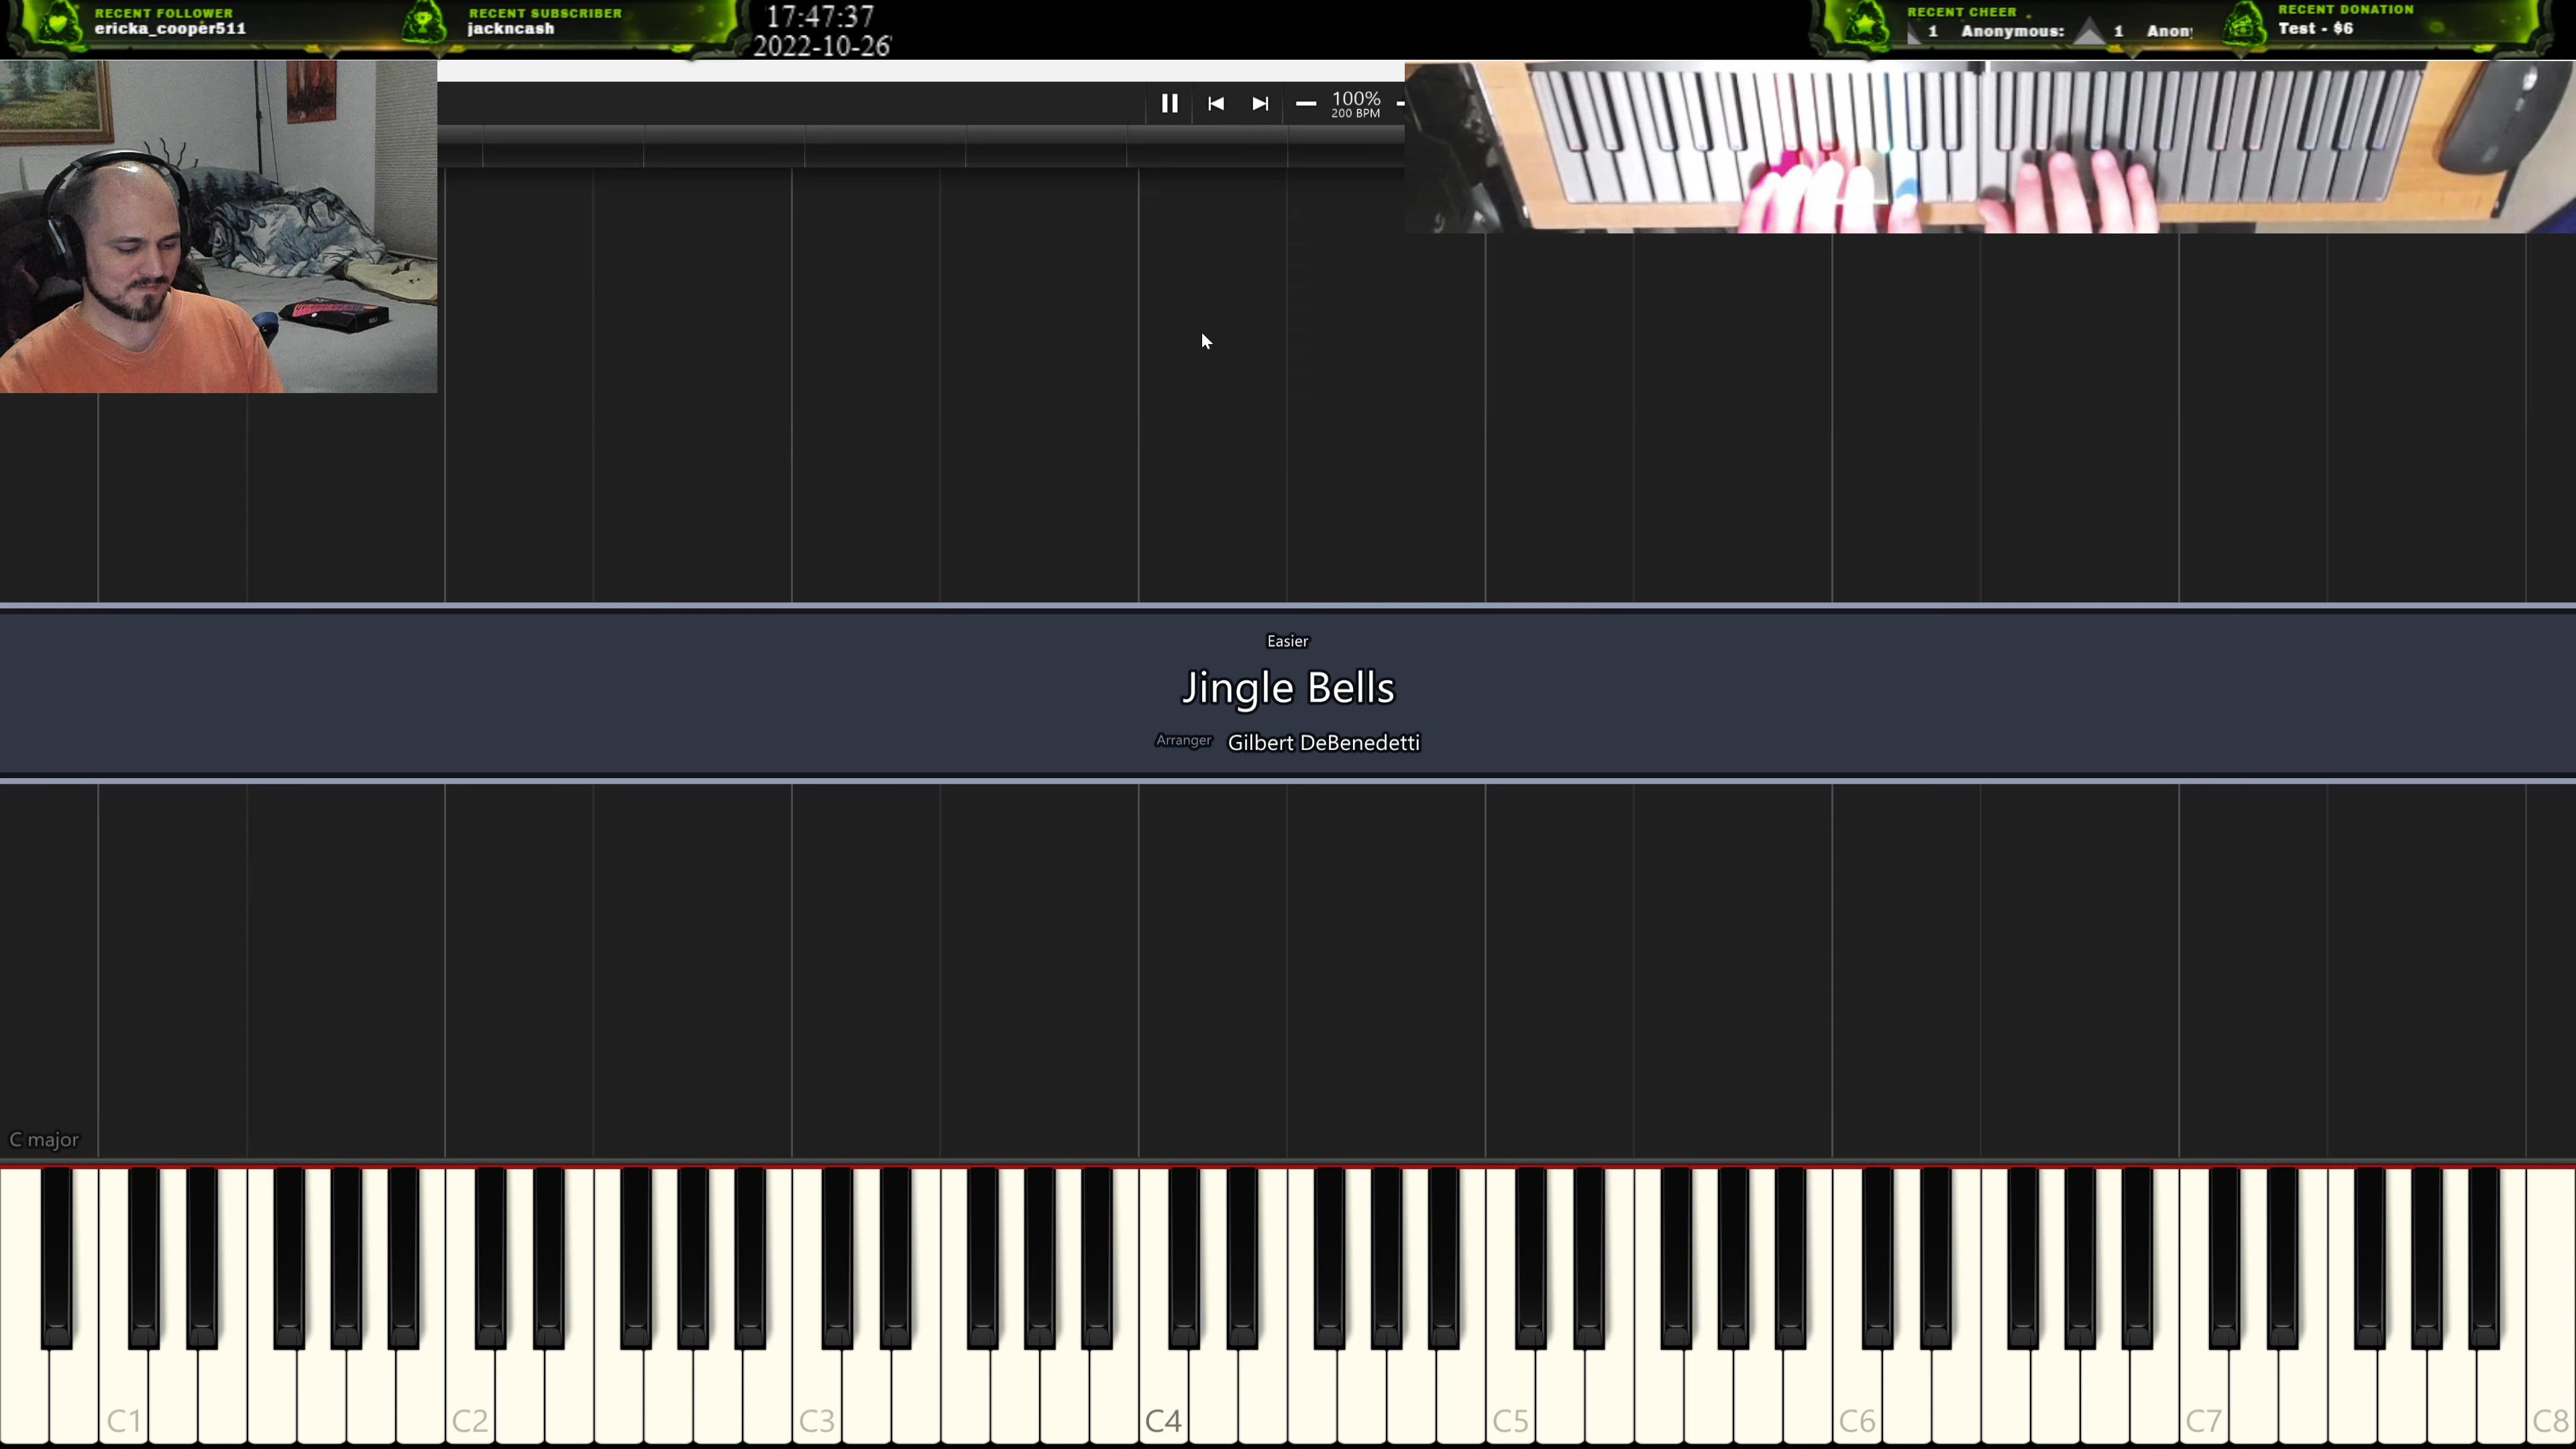 RECENT FOLLOWER
ericka_cooper511
RECENT SUBSCRIBER
jackncash
17:47:37
2022-10-26
RECENT CHEER
1 Anonymous: 1 Anony
RECENT DONATION
Test - $6
100%
200 BPM
Easier
Jingle Bells
Arranger Gilbert DeBenedetti
C major
C1 C2 C3 C4 C5 C6 C7 C8